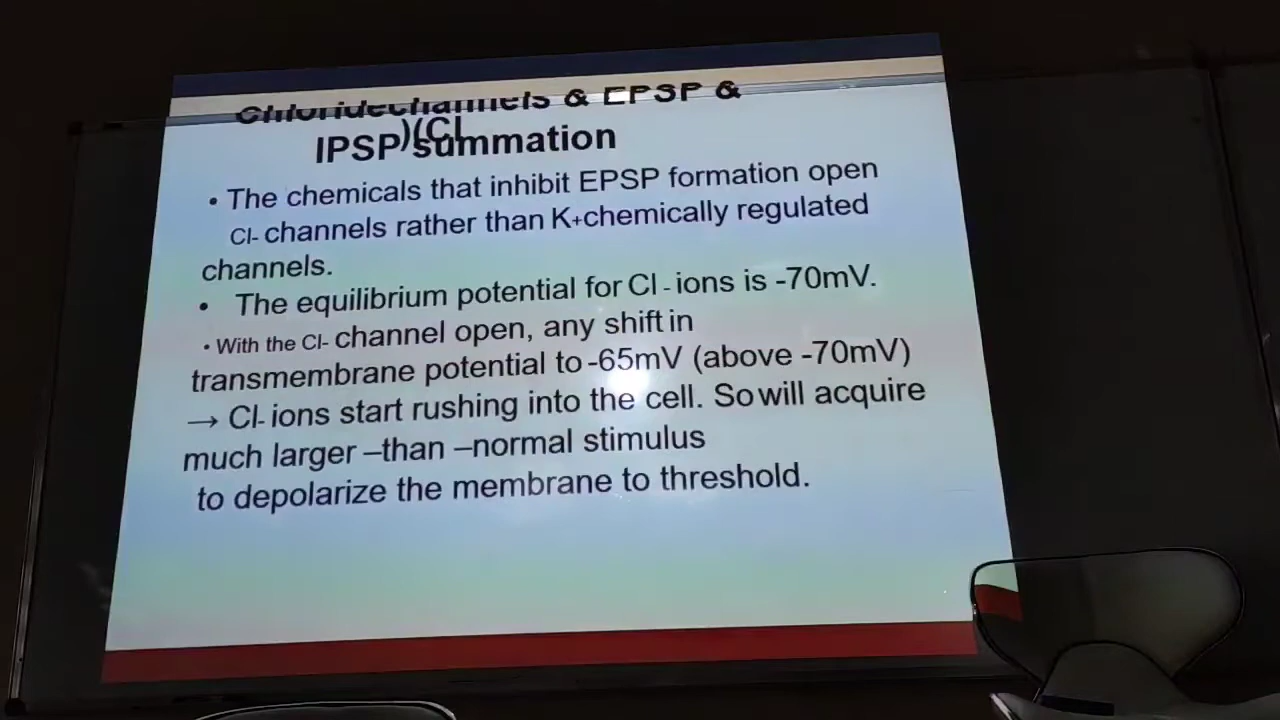 Chloridechannels & EPSP &
)(Cl
IPSP summation
• The chemicals that inhibit EPSP formation open
Cl- channels rather than K+chemically regulated
channels.
• The equilibrium potential for Cl - ions is -70mV.
• With the Cl- channel open, any shift in
transmembrane potential to -65mV (above -70mV)
→ Cl- ions start rushing into the cell. So will acquire
much larger –than –normal stimulus
to depolarize the membrane to threshold.